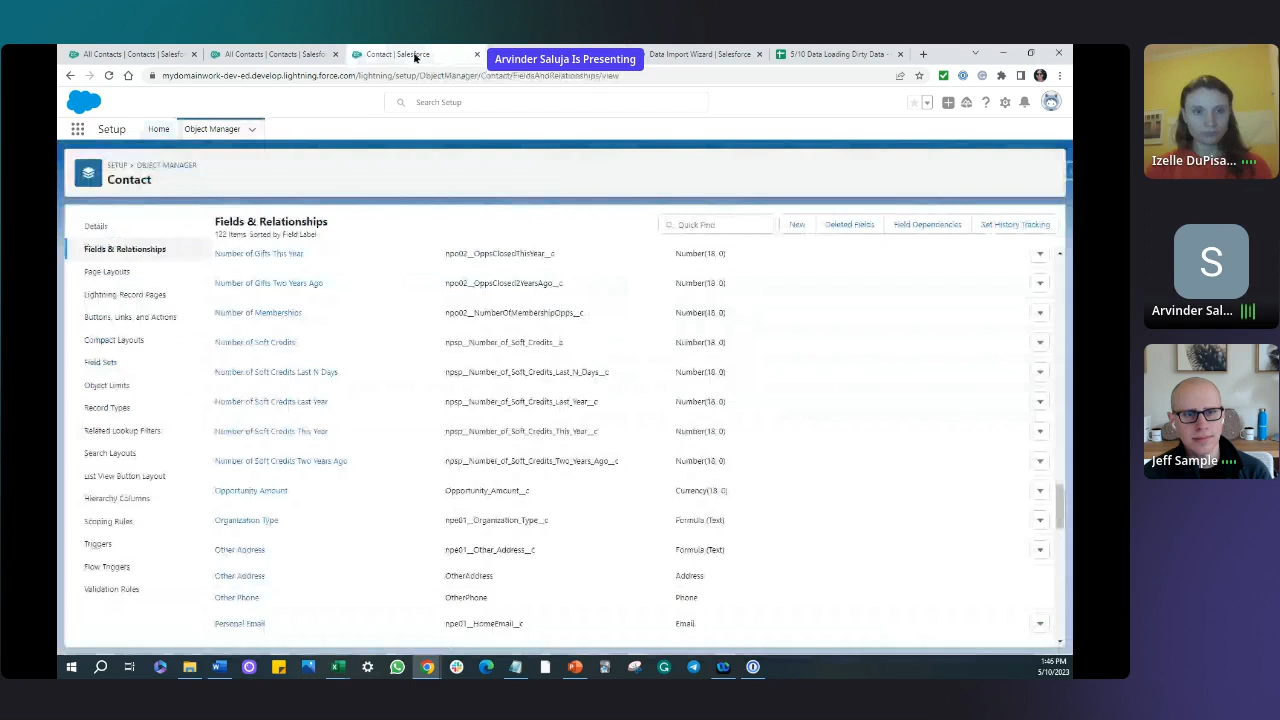 All Contacts | Contacts | Salesforce
All Contacts | Contacts | Salesforce
Contact | Salesforce
Arvinder Saluja Is Presenting
Data Import Wizard | Salesforce
5/10 Data Loading Dirty Data -
mydomainwork-dev-ed.develop.lightning.force.com/lightning/setup/ObjectManager/Contact/FieldsAndRelationships/view
Search Setup
Setup
Home
Object Manager
SETUP > OBJECT MANAGER
Contact
Details
Fields & Relationships
Page Layouts
Lightning Record Pages
Buttons, Links, and Actions
Compact Layouts
Field Sets
Object Limits
Record Types
Related Lookup Filters
Search Layouts
List View Button Layout
Hierarchy Columns
Scoping Rules
Triggers
Flow Triggers
Validation Rules
Fields & Relationships
122 Items. Sorted by Field Label
Quick Find
New
Deleted Fields
Field Dependencies
Set History Tracking
Number of Gifts This Year npo02__OppsClosedThisYear__c Number(18, 0)
Number of Gifts Two Years Ago npo02__OppsClosed2YearsAgo__c Number(18, 0)
Number of Memberships npo02__NumberOfMembershipOpps__c Number(18, 0)
Number of Soft Credits npsp__Number_of_Soft_Credits__c Number(18, 0)
Number of Soft Credits Last N Days npsp__Number_of_Soft_Credits_Last_N_Days__c Number(18, 0)
Number of Soft Credits Last Year npsp__Number_of_Soft_Credits_Last_Year__c Number(18, 0)
Number of Soft Credits This Year npsp__Number_of_Soft_Credits_This_Year__c Number(18, 0)
Number of Soft Credits Two Years Ago npsp__Number_of_Soft_Credits_Two_Years_Ago__c Number(18, 0)
Opportunity Amount Opportunity_Amount__c Currency(18, 0)
Organization Type npe01__Organization_Type__c Formula (Text)
Other Address npe01__Other_Address__c Formula (Text)
Other Address OtherAddress Address
Other Phone OtherPhone Phone
Personal Email npe01__HomeEmail__c Email
1:46 PM
5/10/2023
Izelle DuPisa...
S
Arvinder Sal...
Jeff Sample